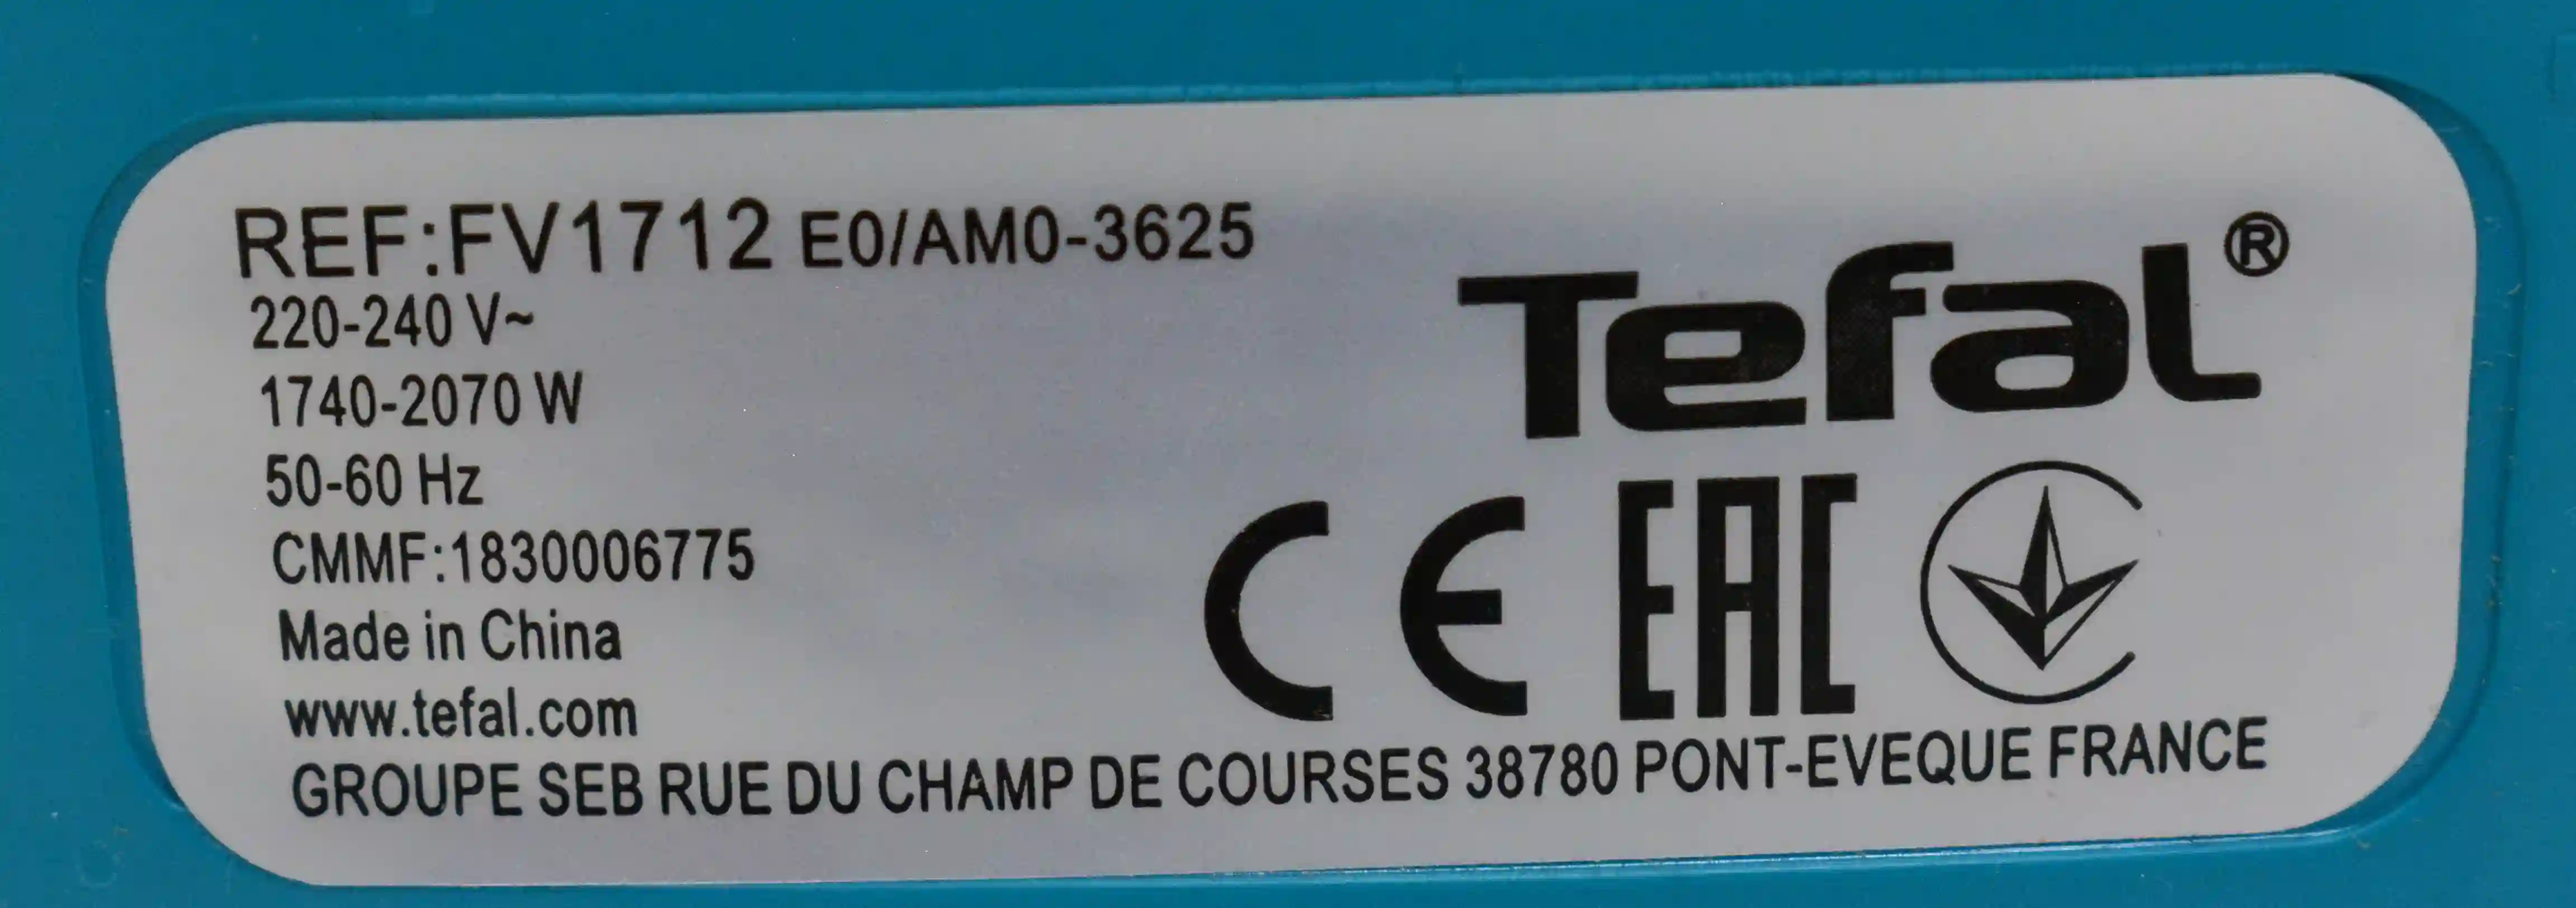 REF:FV1712 E0/AM0-3625
220-240 V~
1740-2070 W
50-60 Hz
CMMF:1830006775
Made in China
www.tefal.com
GROUPE SEB RUE DU CHAMP DE COURSES 38780 PONT-EVEQUE FRANCE
Tefal®
CE EAC